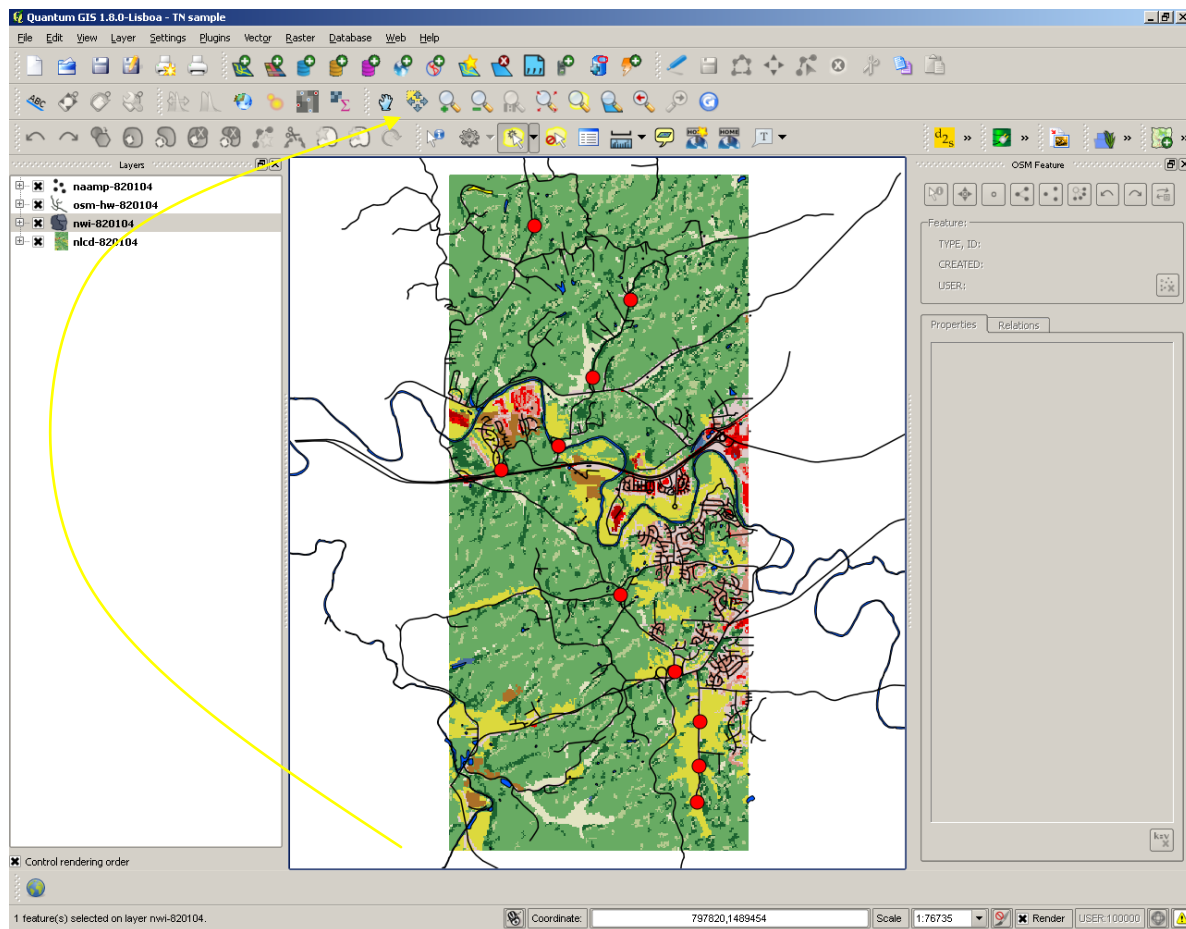 Quantum GIS 1.8.0-Lisboa - TN sample
File Edit View Layer Settings Plugins Vector Raster Database Web Help
ABC
HOME
T
d2s » » » »
Layers
OSM Feature
naamp-820104
osm-hw-820104
nwi-820104
nlcd-820104
Feature:
TYPE, ID:
CREATED:
USER:
Properties Relations
Control rendering order
1 feature(s) selected on layer nwi-820104.
Coordinate: 797820,1489454 Scale 1:76735 Render USER:100000